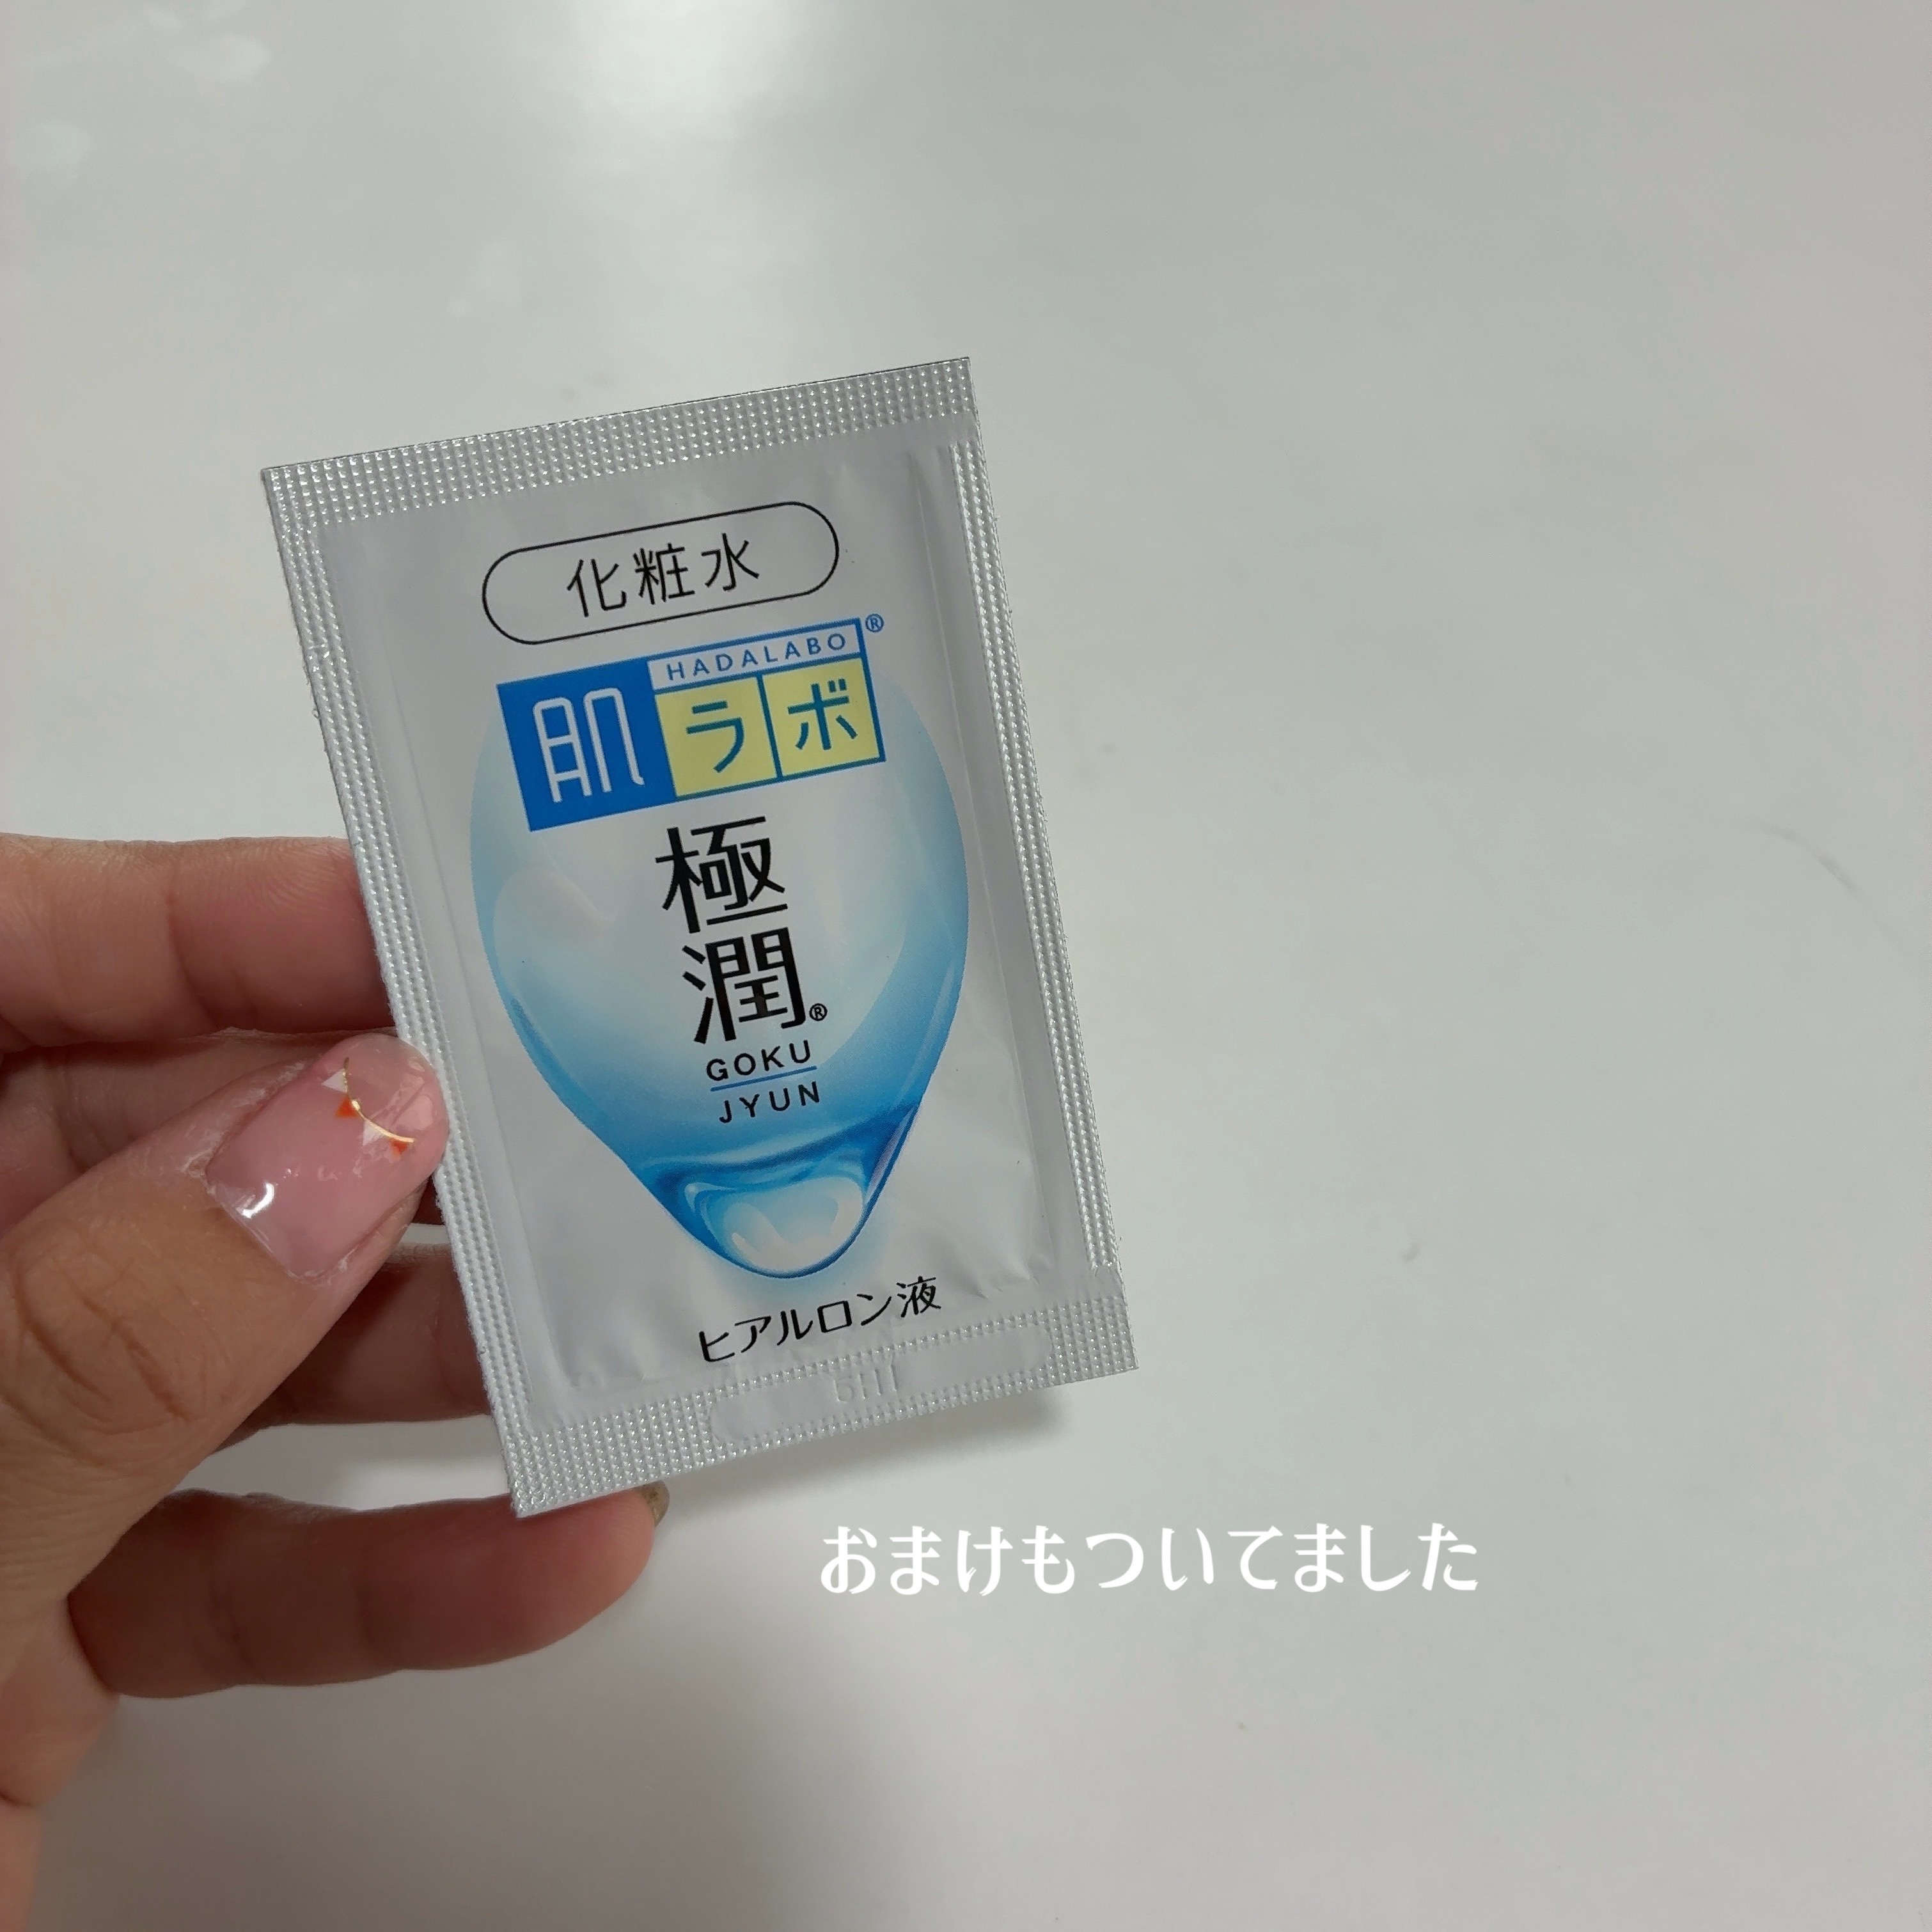 化粧水
HADALABO®
肌ラボ
極
潤®
GOKU
JYUN
ヒアルロン液
おまけもついてました